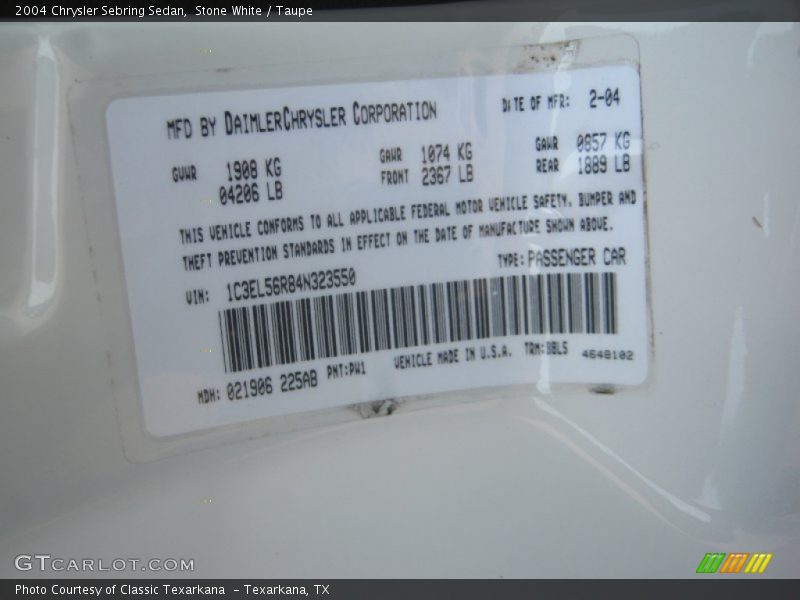 2004 Chrysler Sebring Sedan, Stone White / Taupe
MFD BY DAIMLERCHRYSLER CORPORATION DATE OF MFR: 2-04
GVWR 1908 KG GAWR 1074 KG GAWR 0857 KG
04206 LB FRONT 2367 LB REAR 1889 LB
THIS VEHICLE CONFORMS TO ALL APPLICABLE FEDERAL MOTOR VEHICLE SAFETY, BUMPER AND
THEFT PREVENTION STANDARDS IN EFFECT ON THE DATE OF MANUFACTURE SHOWN ABOVE.
VIN: 1C3EL56R84N323550 TYPE: PASSENGER CAR
MDH: 021906 225AB PNT: PW1 VEHICLE MADE IN U.S.A. TRM: BBL5 4648102
GTCARLOT.COM
Photo Courtesy of Classic Texarkana - Texarkana, TX